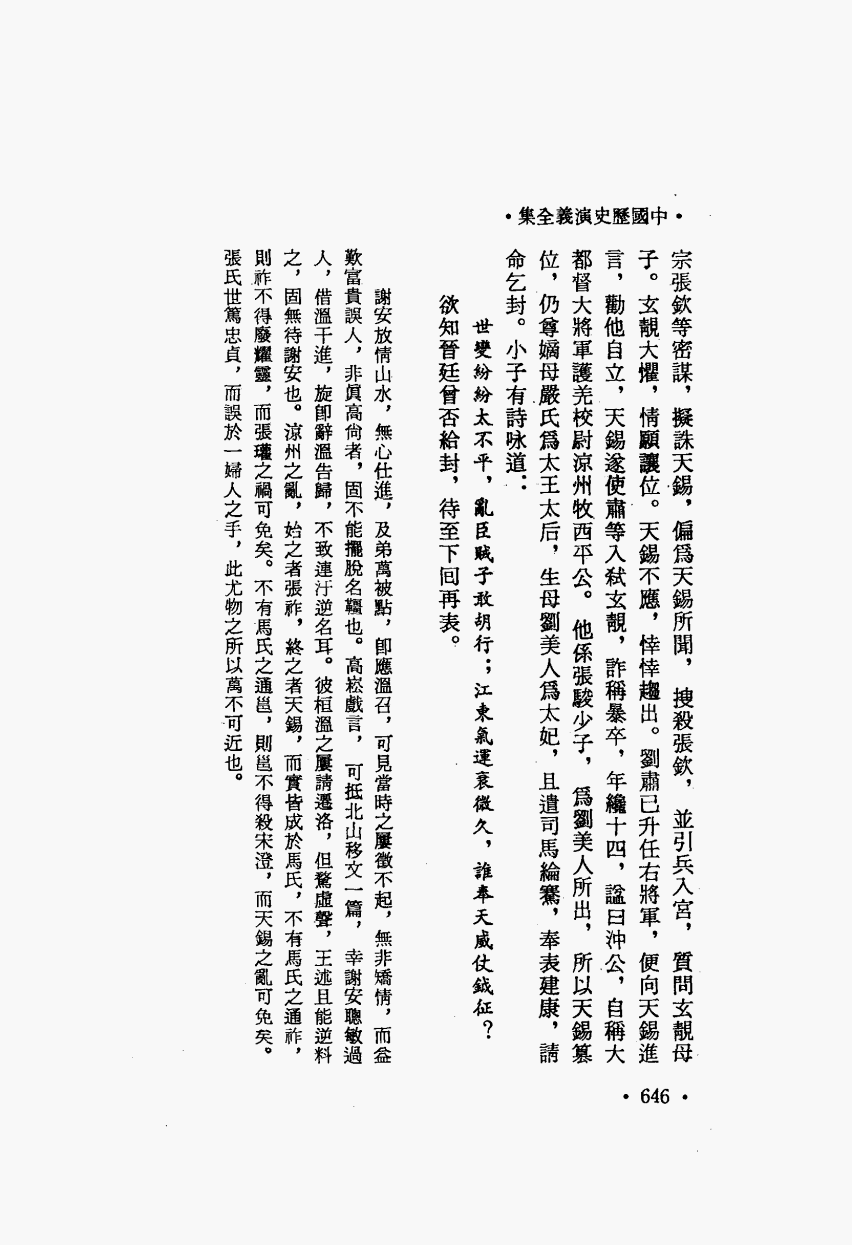 •中國歷史演義全集•
宗張欽等密謀，擬誅天錫，偏爲天錫所聞，捜殺張欽，並引兵入宮，質問玄靚母
子。玄靚大懼，情願讓位。天錫不應，悻悻趨出。劉肅已升任右將軍，便向天錫進
言，勸他自立，天錫遂使肅等入弒玄靚，詐稱暴卒，年纔十四，諡曰沖公，自稱大
都督大將軍護羌校尉涼州牧西平公。他係張駿少子，爲劉美人所出，所以天錫篡
位，仍尊嫡母嚴氏爲太王太后，生母劉美人爲太妃，且遣司馬綸騫，奉表建康，請
命乞封。小子有詩咏道：
世變紛紛太不平，亂臣賊子敢胡行；江東氣運衰微久，誰奉天威仗鉞征？
欲知晉廷曾否給封，待至下囘再表。
謝安放情山水，無心仕進，及弟萬被黜，卽應溫召，可見當時之屢徵不起，無非矯情，而益
歎富貴誤人，非眞高尙者，固不能擺脫名韁也。高崧戲言，可抵北山移文一篇，幸謝安聰敏過
人，借溫干進，旋卽辭溫告歸，不致連汙逆名耳。彼桓溫之屢請遷洛，但騖虛聲，王述且能逆料
之，固無待謝安也。涼州之亂，始之者張祚，終之者天錫，而實皆成於馬氏，不有馬氏之通祚，
則祚不得廢耀靈，而張瓘之禍可免矣。不有馬氏之通邕，則邕不得殺宋澄，而天錫之亂可免矣。
張氏世篤忠貞，而誤於一婦人之手，此尤物之所以萬不可近也。
• 646 •